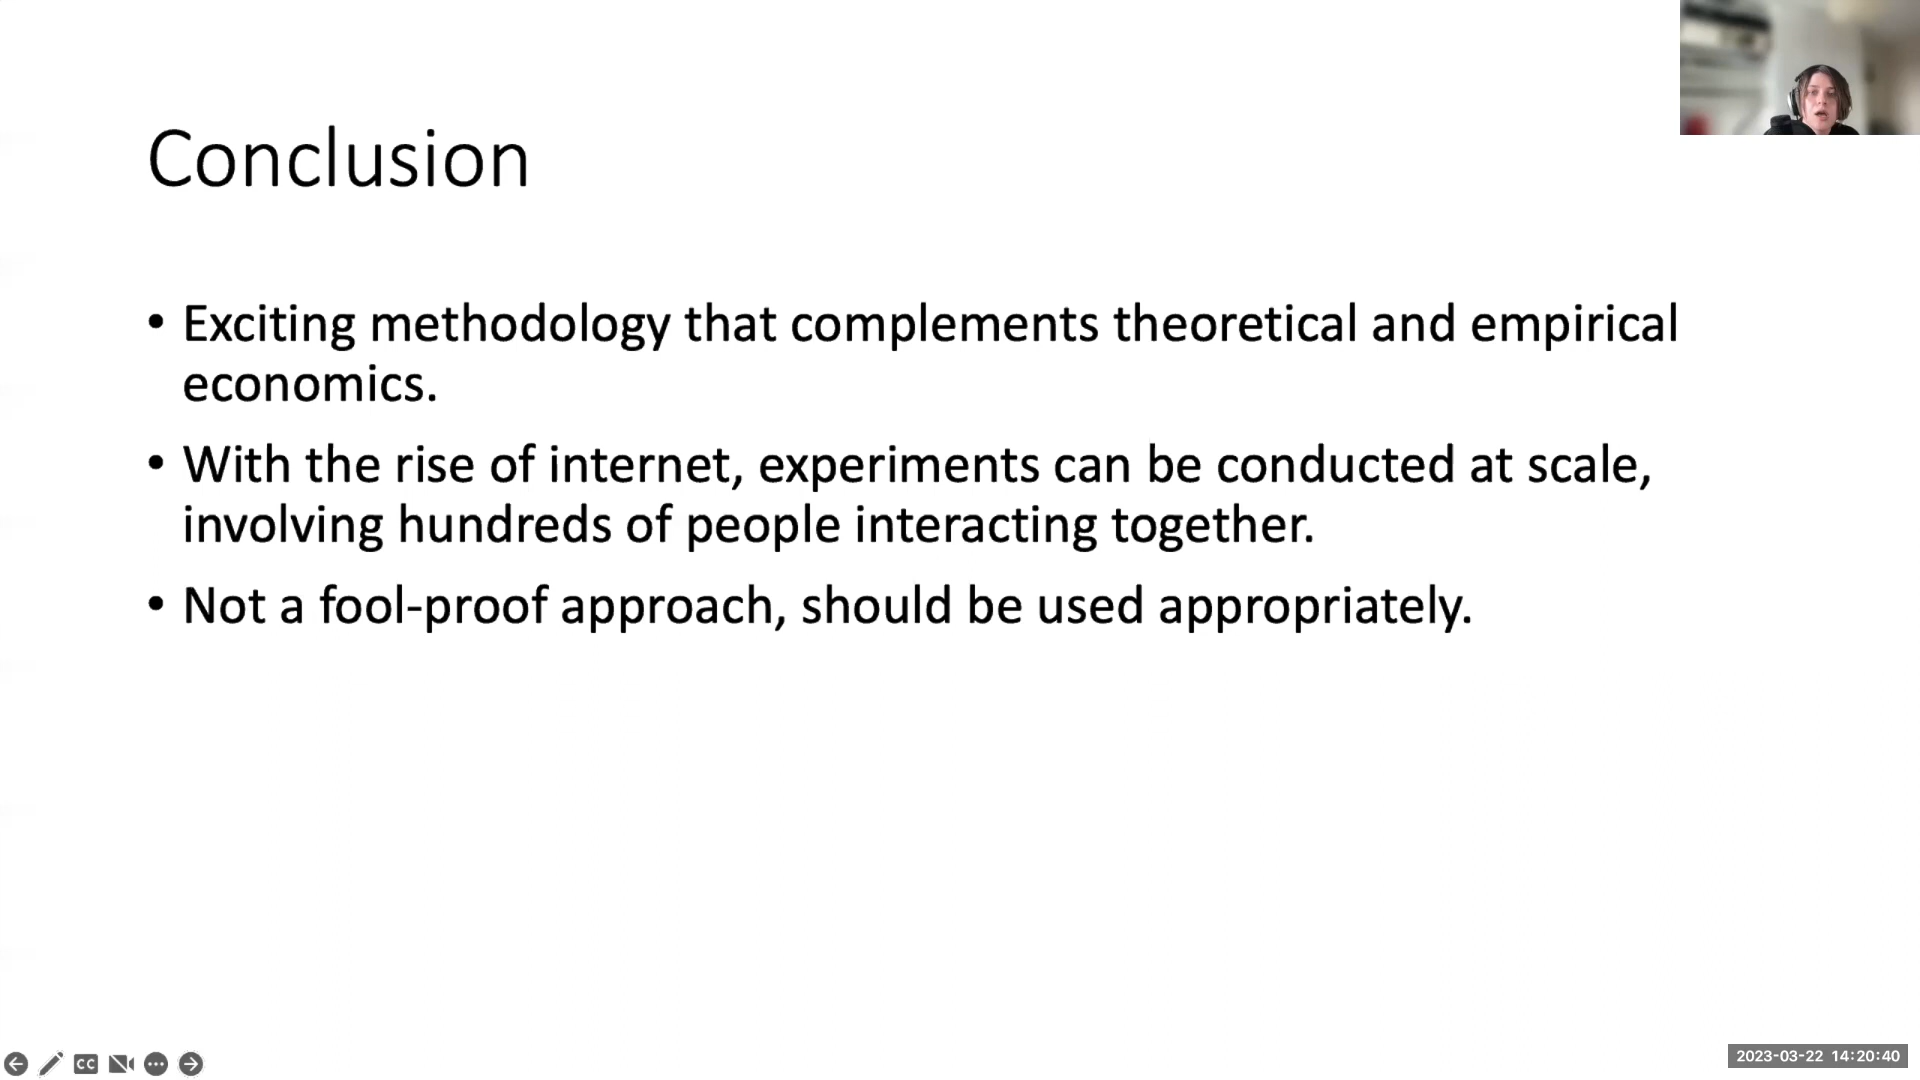 Conclusion
• Exciting methodology that complements theoretical and empirical
economics.
• With the rise of internet, experiments can be conducted at scale,
involving hundreds of people interacting together.
• Not a fool-proof approach, should be used appropriately.
CC
2023-03-22 14:20:40